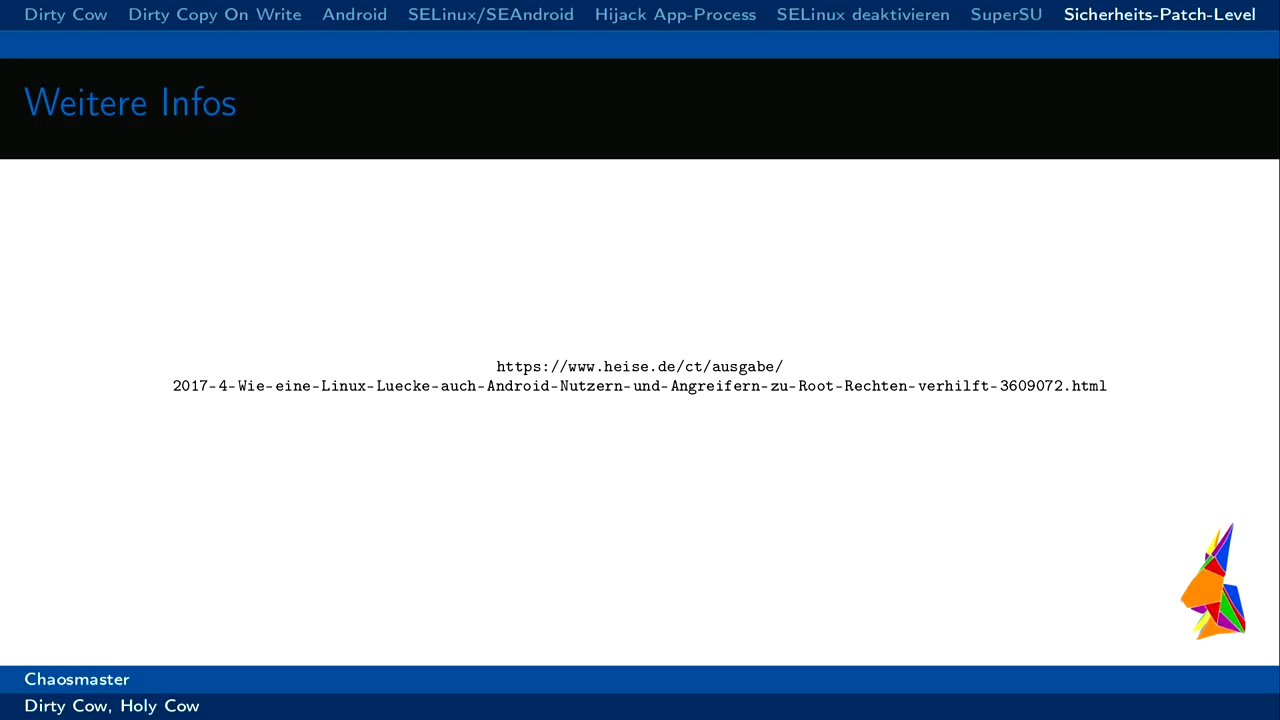 Dirty Cow Dirty Copy On Write Android SELinux/SEAndroid Hijack App-Process SELinux deaktivieren SuperSU Sicherheits-Patch-Level
Weitere Infos
https://www.heise.de/ct/ausgabe/
2017-4-Wie-eine-Linux-Luecke-auch-Android-Nutzern-und-Angreifern-zu-Root-Rechten-verhilft-3609072.html
Chaosmaster
Dirty Cow, Holy Cow